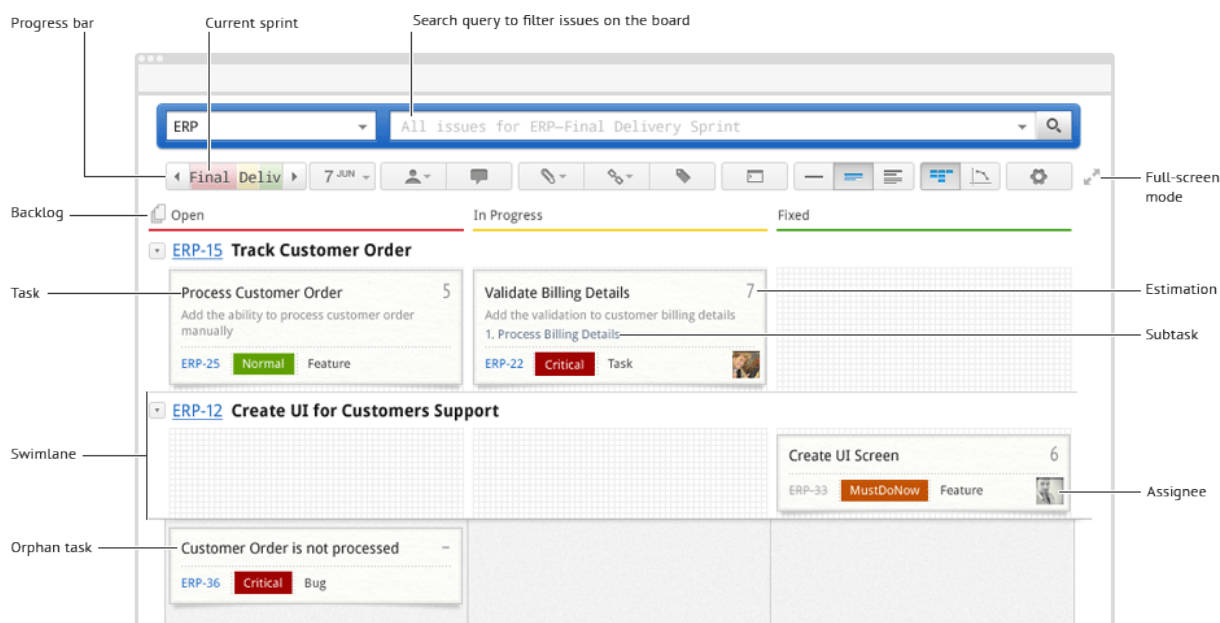 Progress bar
Current sprint
Search query to filter issues on the board
ERP
All issues for ERP–Final Delivery Sprint
Final Deliv
7 JUN
Full-screen
mode
Backlog
Open
In Progress
Fixed
ERP-15 Track Customer Order
Task
Process Customer Order 5
Add the ability to process customer order
manually
ERP-25 Normal Feature
Validate Billing Details 7
Add the validation to customer billing details
1. Process Billing Details
ERP-22 Critical Task
Estimation
Subtask
ERP-12 Create UI for Customers Support
Swimlane
Create UI Screen 6
ERP-33 MustDoNow Feature
Assignee
Orphan task
Customer Order is not processed –
ERP-36 Critical Bug